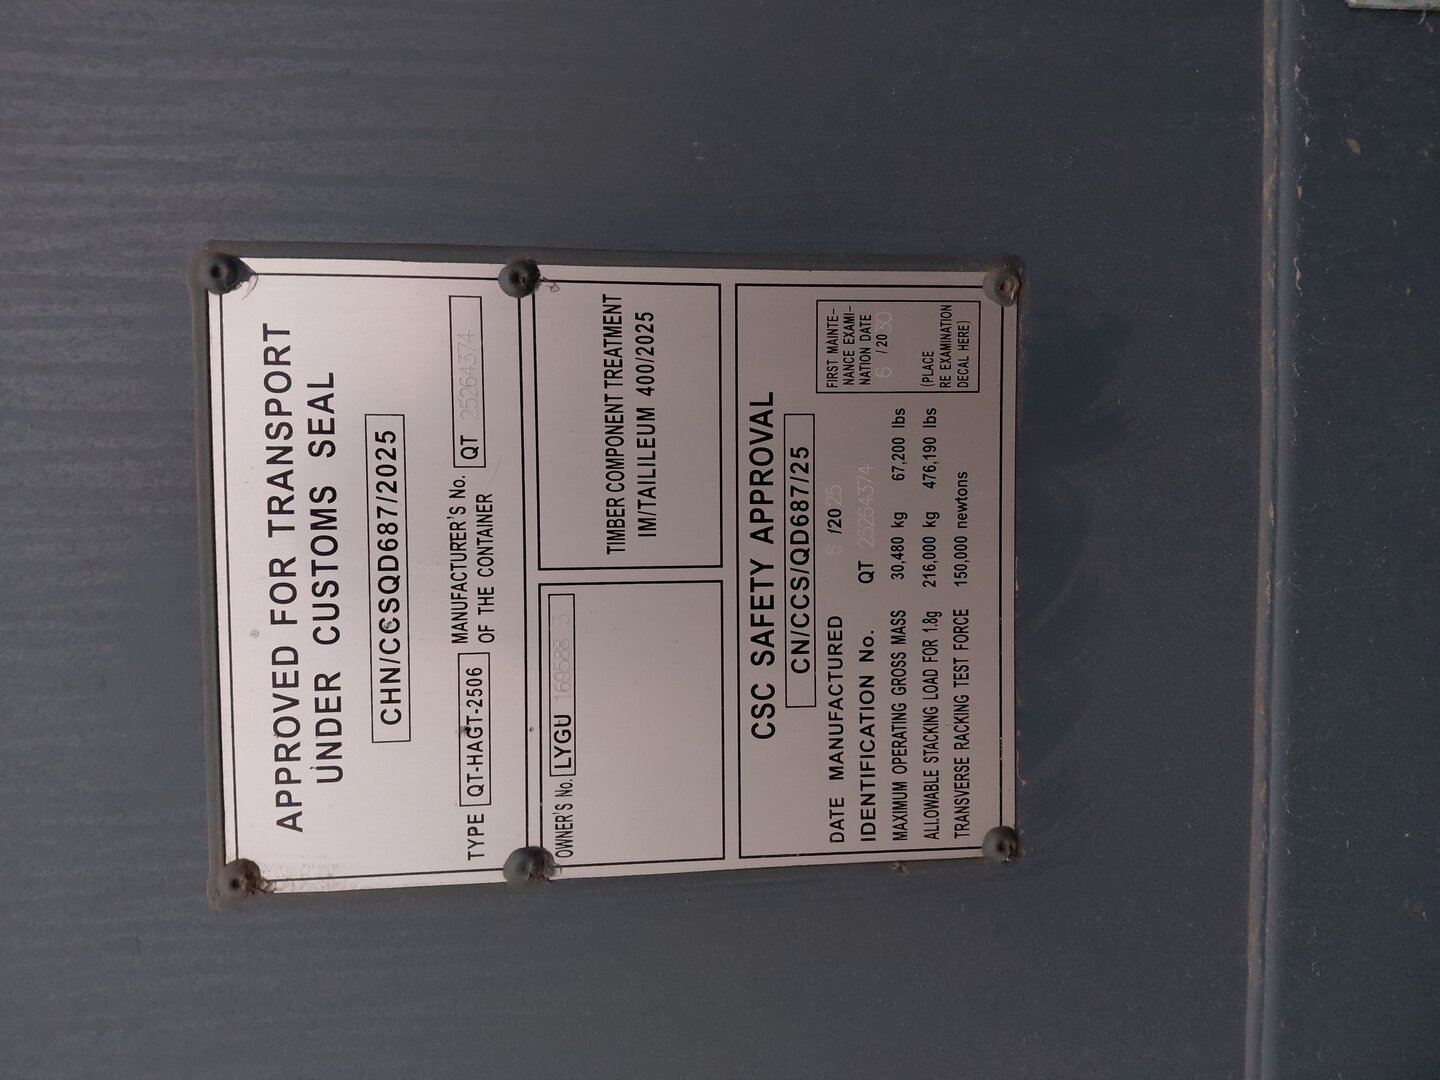 APPROVED FOR TRANSPORT
UNDER CUSTOMS SEAL
CHN/CCSQD687/2025
TYPE QT-HAGT-2506 MANUFACTURER'S No. OF THE CONTAINER QT 25264374
OWNER'S No. LYGU 169588 3
TIMBER COMPONENT TREATMENT
IM/TAILILEUM 400/2025
CSC SAFETY APPROVAL
CN/CCS/QD687/25
DATE MANUFACTURED 6 /2025
IDENTIFICATION No. QT 25264374
MAXIMUM OPERATING GROSS MASS 30,480 kg 67,200 lbs
ALLOWABLE STACKING LOAD FOR 1.8g 216,000 kg 476,190 lbs
TRANSVERSE RACKING TEST FORCE 150,000 newtons
FIRST MAINTE-
NANCE EXAMI-
NATION DATE
6 /2030
(PLACE
RE EXAMINATION
DECAL HERE)